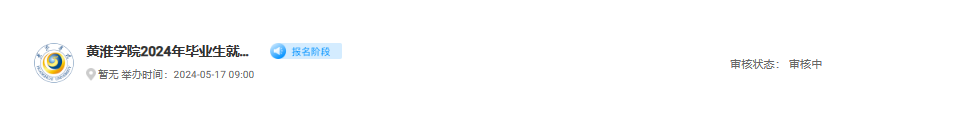 黄淮学院2024年毕业生就...
报名阶段
暂无 举办时间：2024-05-17 09:00
审核状态： 审核中